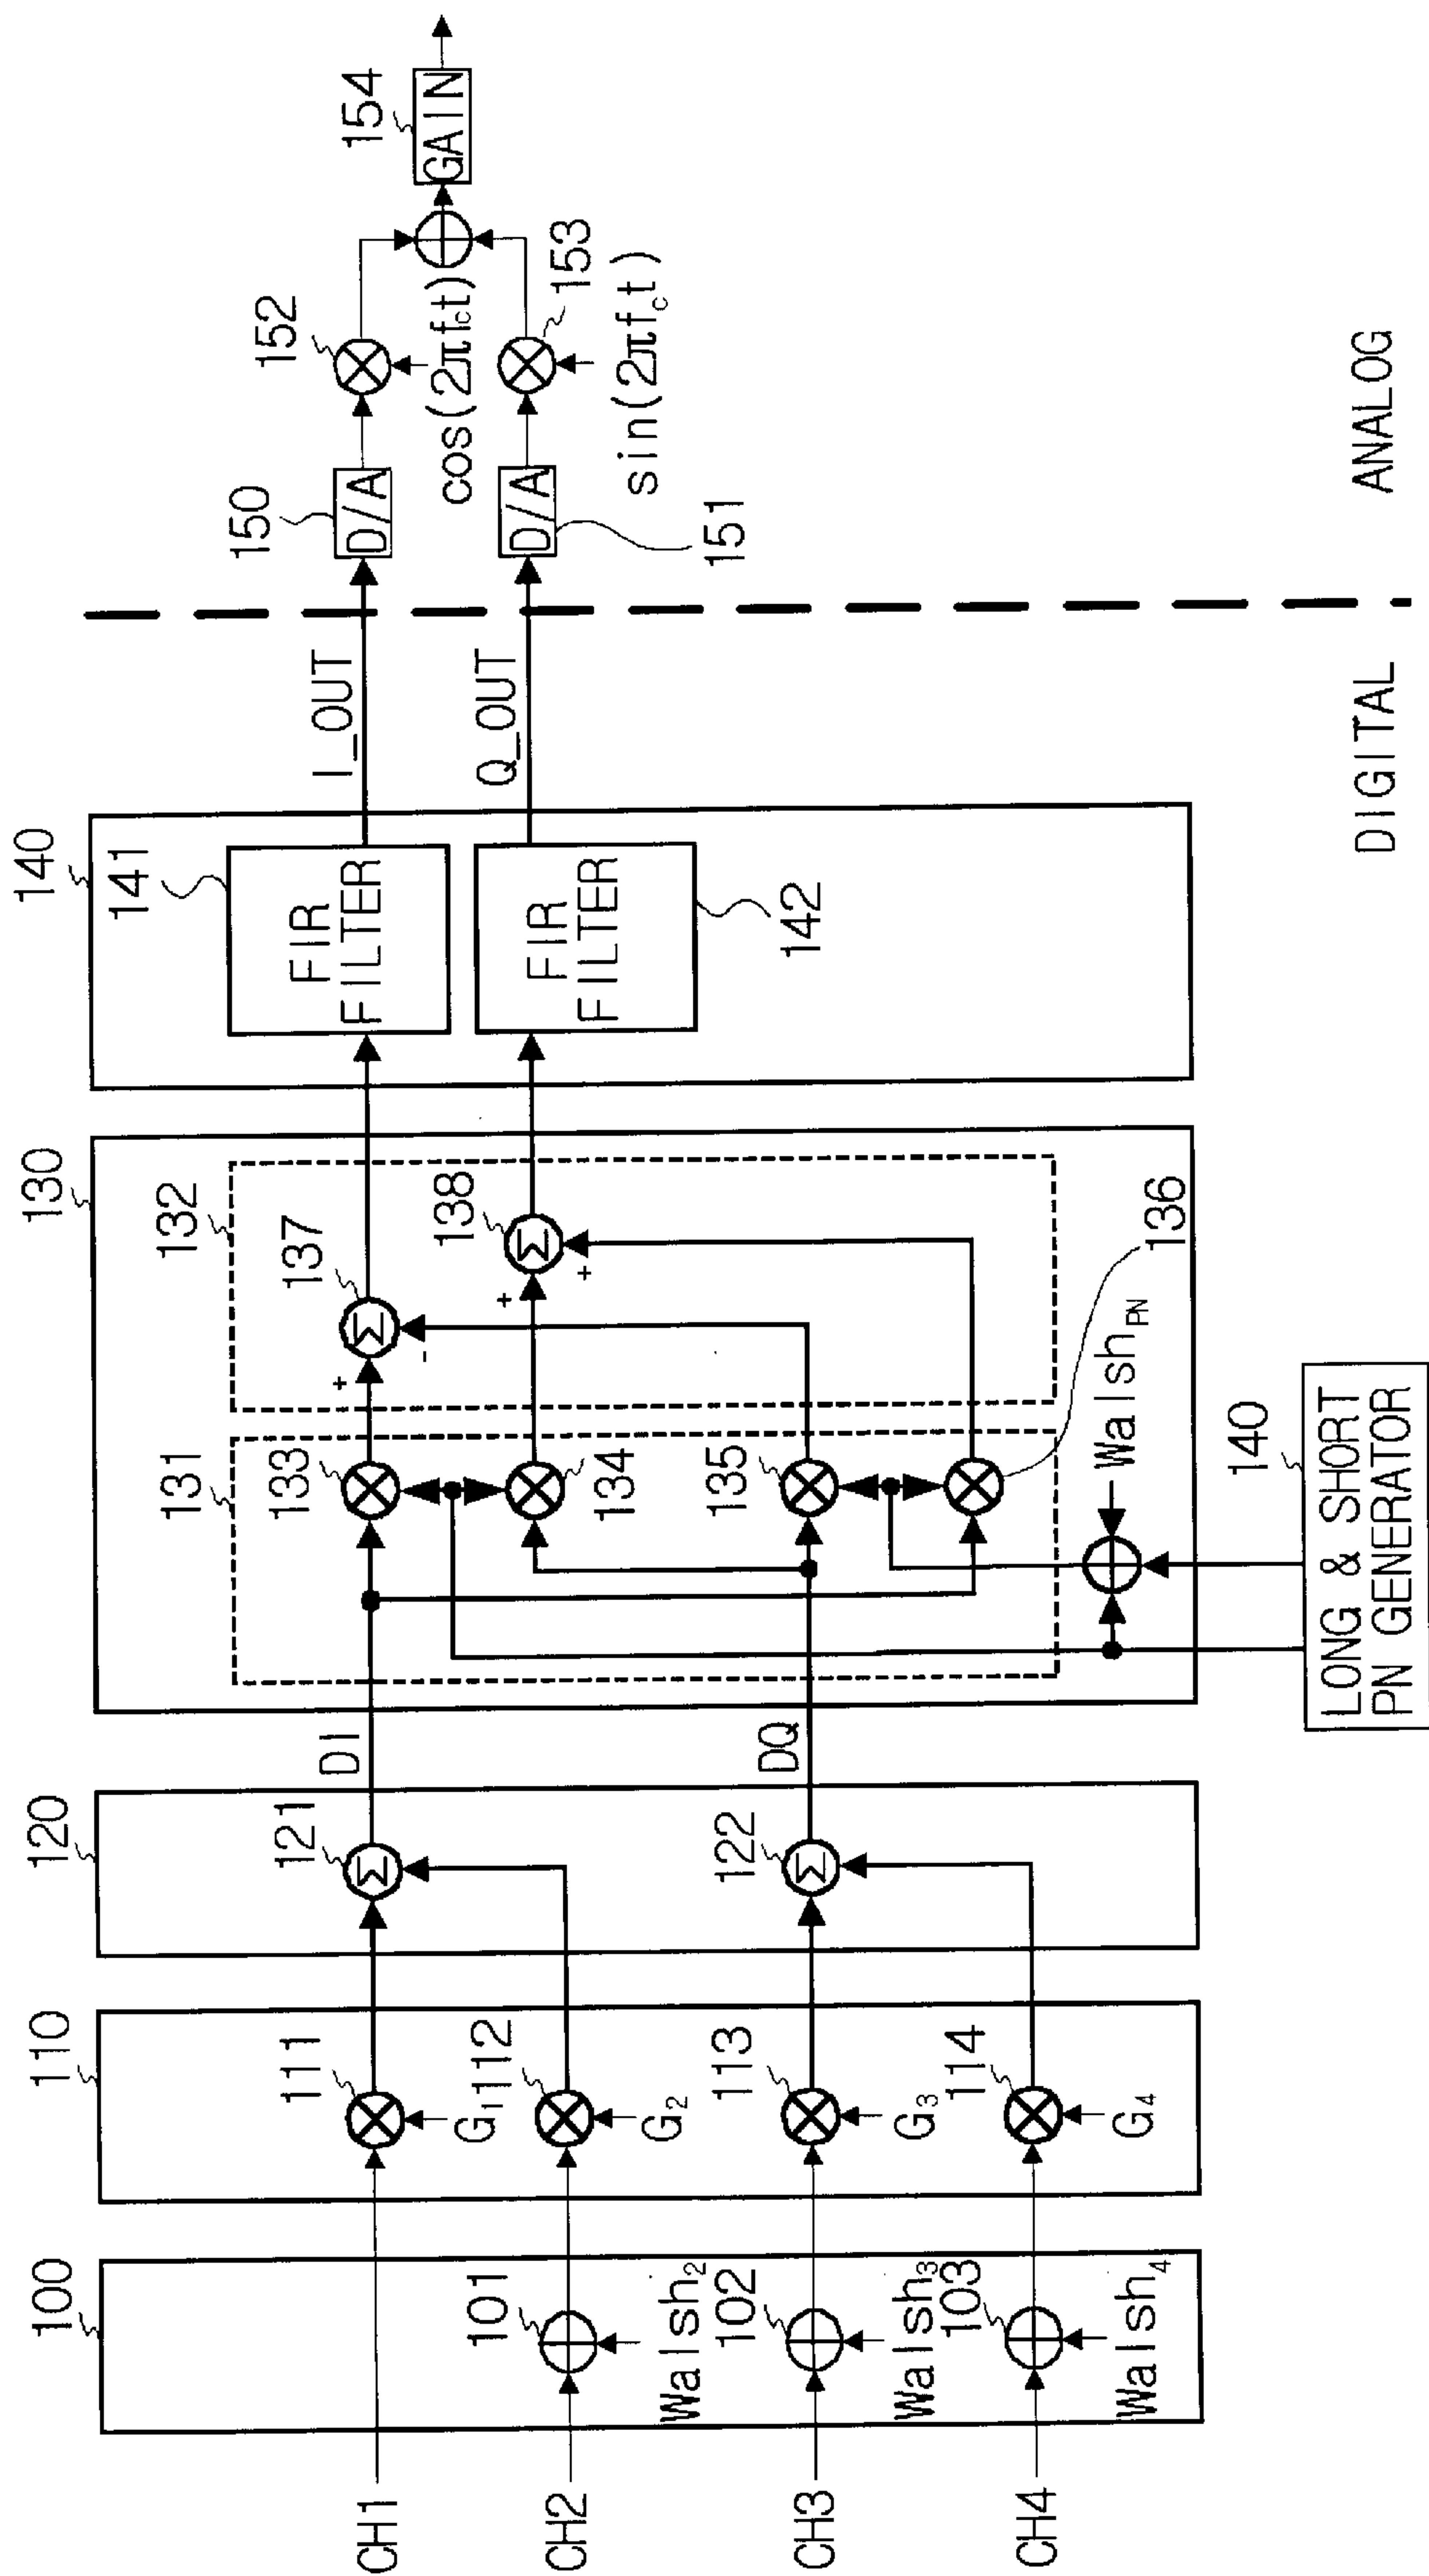 CH1
CH2
CH3
CH4
100
101
Walsh₂
102
Walsh₃
103
Walsh₄
110
111
G₁
112
G₂
113
G₃
114
G₄
120
121
Σ
122
Σ
DI
DQ
130
131
133
134
135
136
132
137
Σ
+
-
138
Σ
+
+
Walsh_PN
140
LONG & SHORT
PN GENERATOR
140
141
FIR
FILTER
142
FIR
FILTER
I_OUT
Q_OUT
DIGITAL
ANALOG
150
D/A
151
D/A
152
cos(2πf_ct)
153
sin(2πf_ct)
154
GAIN